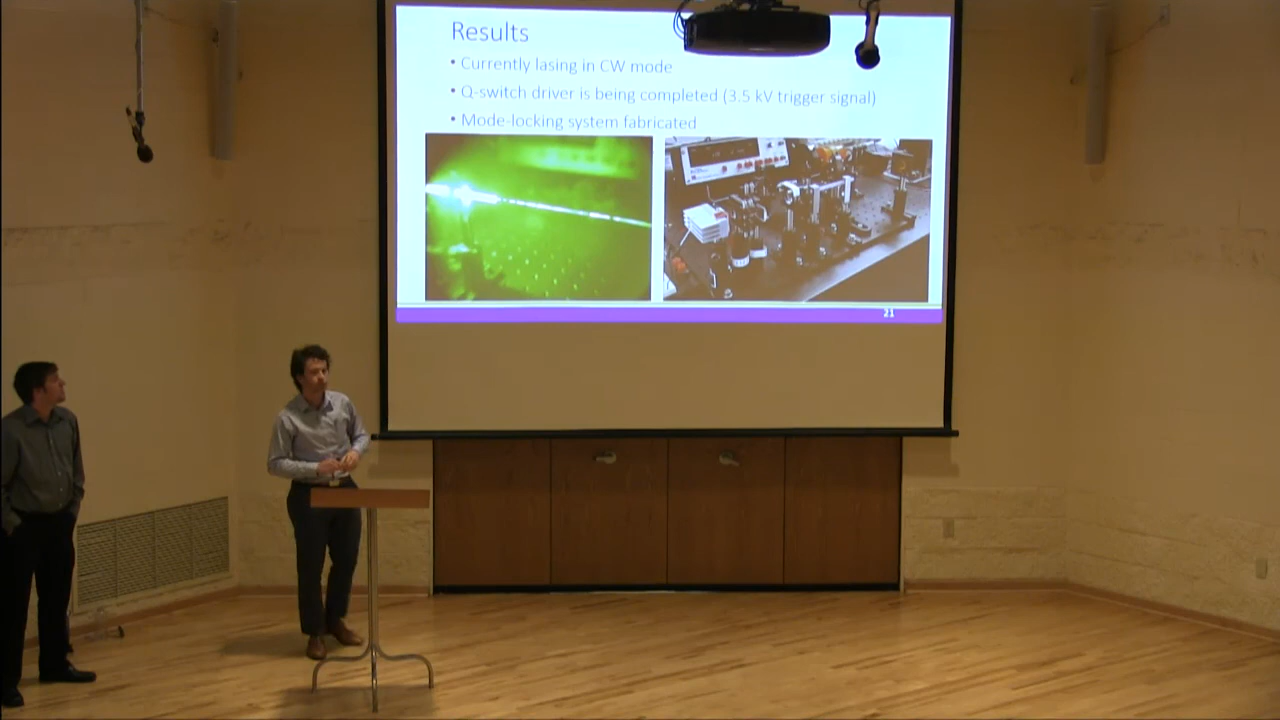 Results
• Currently lasing in CW mode
• Q-switch driver is being completed (3.5 kV trigger signal)
• Mode-locking system fabricated
21